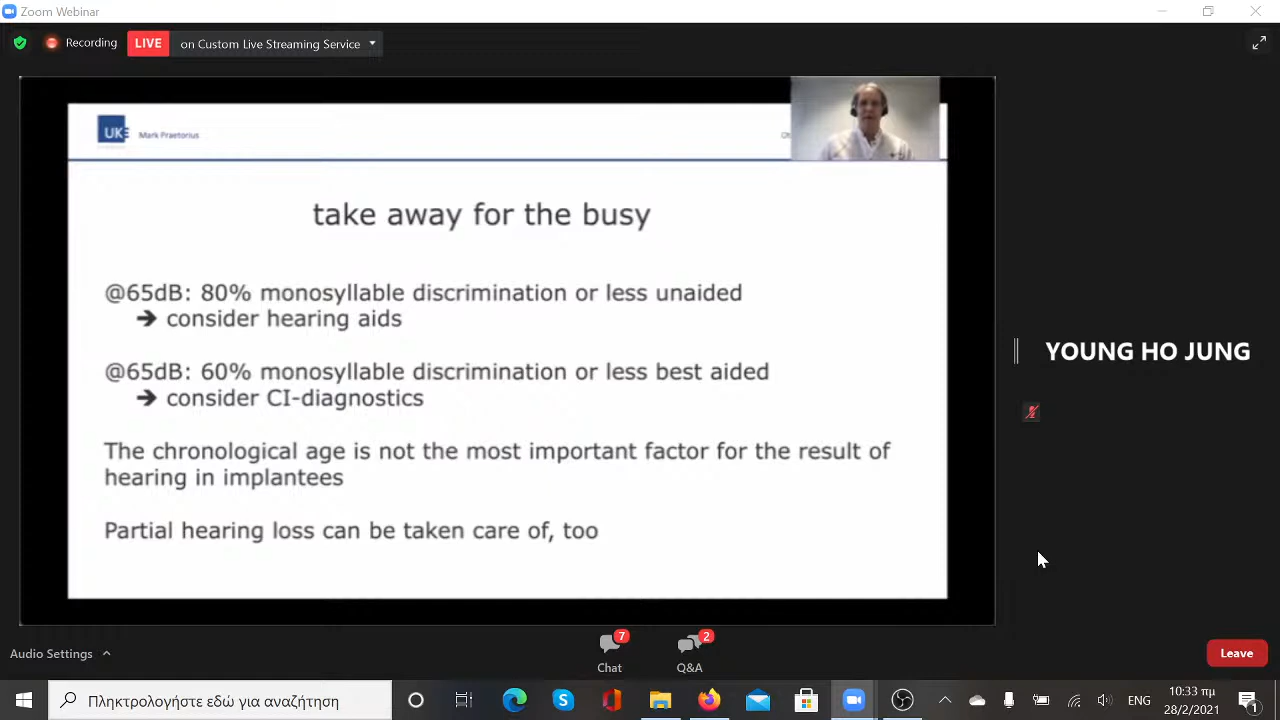 Zoom Webinar
Recording
LIVE
on Custom Live Streaming Service
UKE
Mark Praetorius
take away for the busy
@65dB: 80% monosyllable discrimination or less unaided
➔ consider hearing aids
@65dB: 60% monosyllable discrimination or less best aided
➔ consider CI-diagnostics
The chronological age is not the most important factor for the result of
hearing in implantees
Partial hearing loss can be taken care of, too
YOUNG HO JUNG
Audio Settings
7
Chat
2
Q&A
Leave
Πληκτρολογήστε εδώ για αναζήτηση
ENG
10:33 πμ
28/2/2021
1